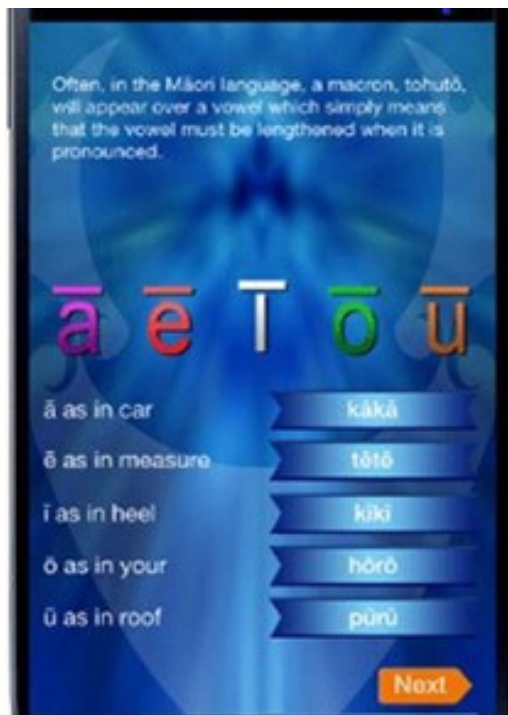 Often, in the Māori language, a macron, tohutō,
will appear over a vowel which simply means
that the vowel must be lengthened when it is
pronounced.
ā ē ī ō ū
ā as in car kākā
ē as in measure tētē
ī as in heel kīkī
ō as in your hōrō
ū as in roof pūrū
Next